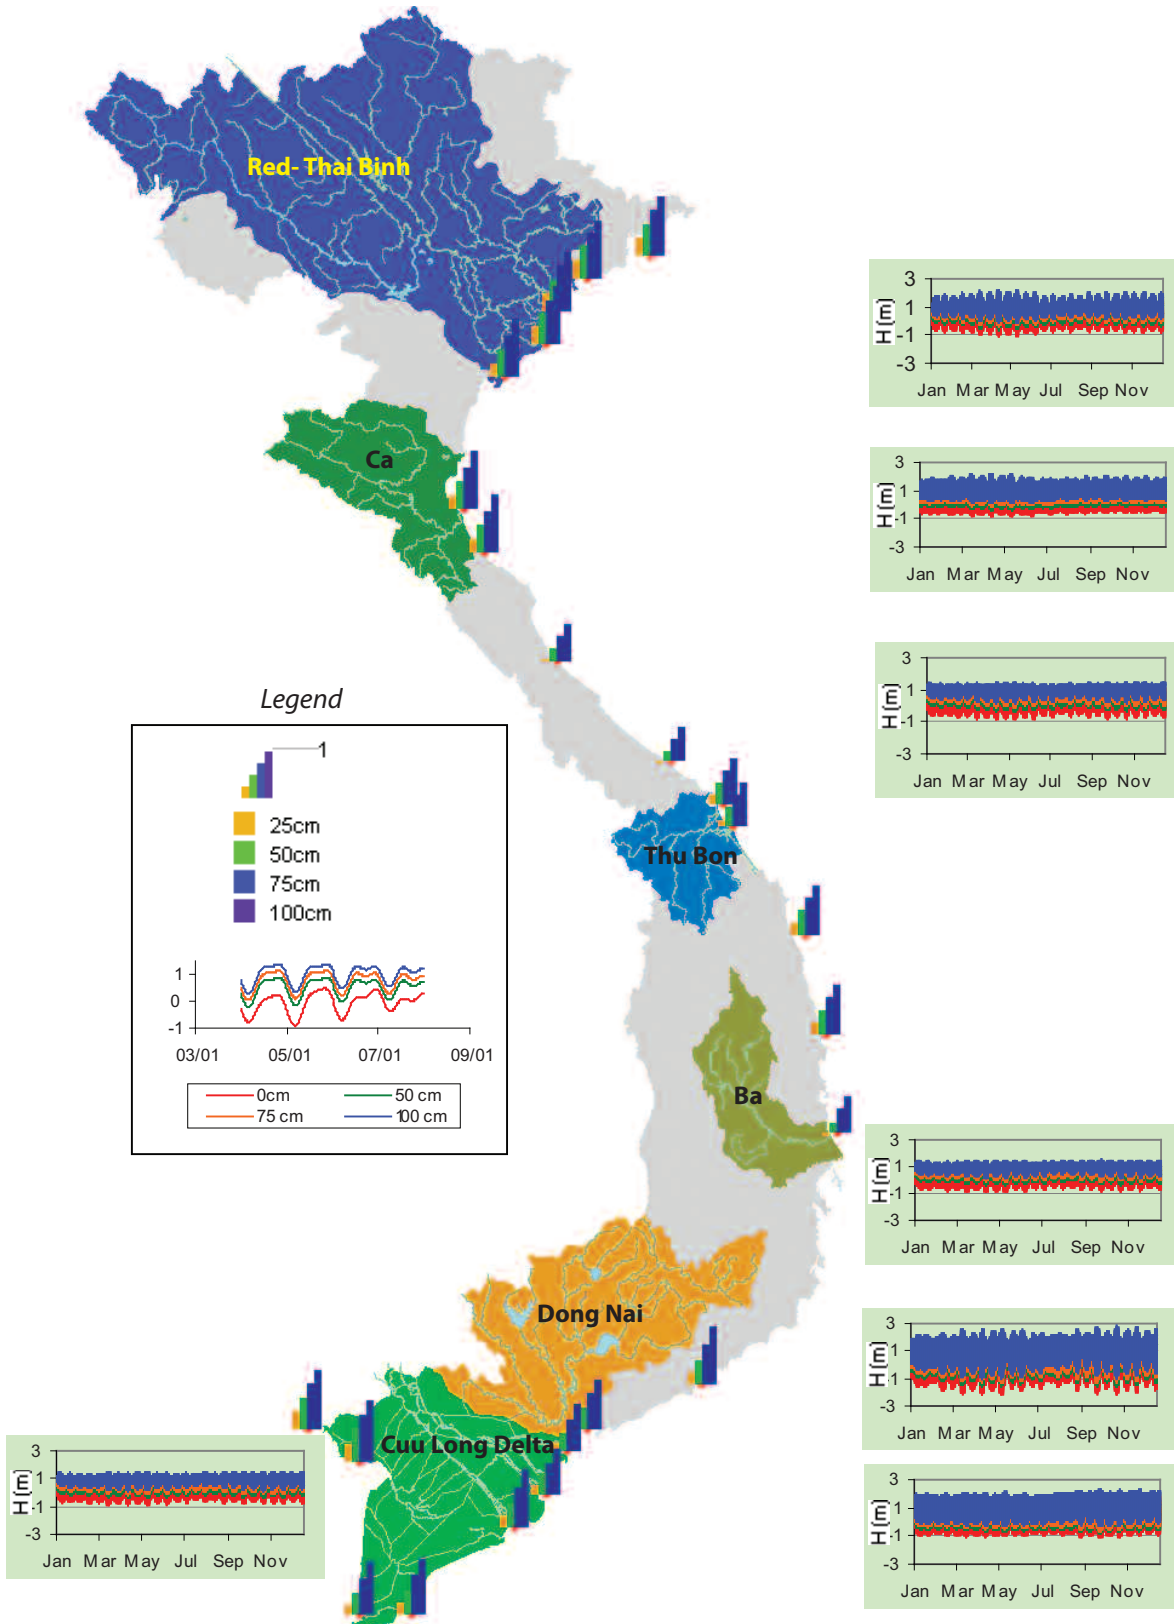 Red- Thai Binh
3
1
-1
-3
H (m)
Jan Mar May Jul Sep Nov
Ca
3
1
-1
-3
H (m)
Jan Mar May Jul Sep Nov
3
1
-1
-3
H (m)
Jan Mar May Jul Sep Nov
Legend
1
25cm
50cm
75cm
100cm
1
0
-1
03/01 05/01 07/01 09/01
0cm 50 cm
75 cm 100 cm
Thu Bon
Ba
3
1
-1
-3
H (m)
Jan Mar May Jul Sep Nov
Dong Nai
3
1
-1
-3
H (m)
Jan Mar May Jul Sep Nov
Cuu Long Delta
3
1
-1
-3
H (m)
Jan Mar May Jul Sep Nov
3
1
-1
-3
H (m)
Jan Mar May Jul Sep Nov